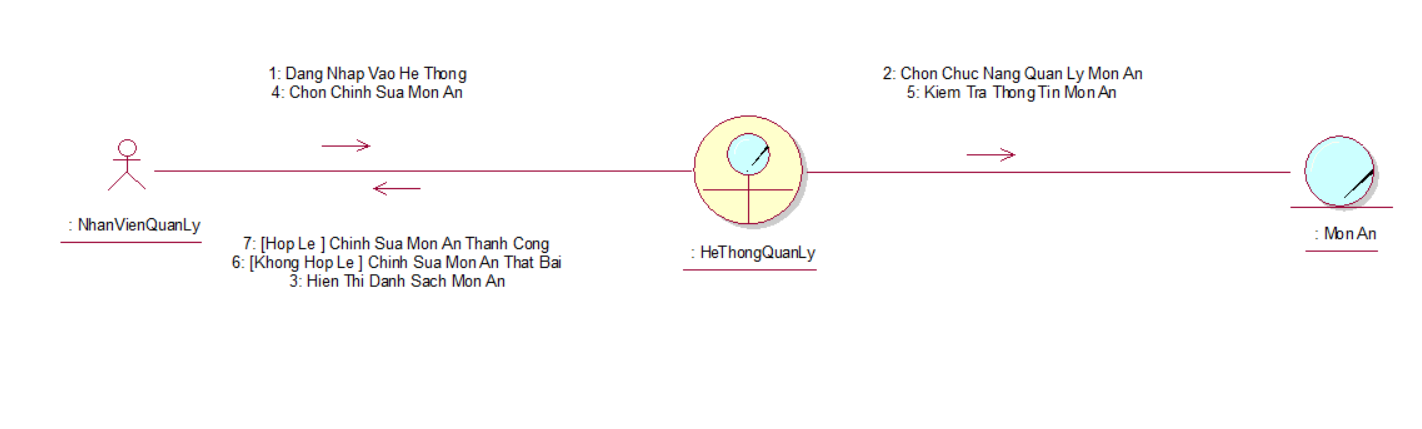 1: Dang Nhap Vao He Thong
4: Chon Chinh Sua Mon An
2: Chon Chuc Nang Quan Ly Mon An
5: Kiem Tra Thong Tin Mon An
: NhanVienQuanLy
7: [Hop Le ] Chinh Sua Mon An Thanh Cong
6: [Khong Hop Le ] Chinh Sua Mon An That Bai
3: Hien Thi Danh Sach Mon An
: HeThongQuanLy
: Mon An